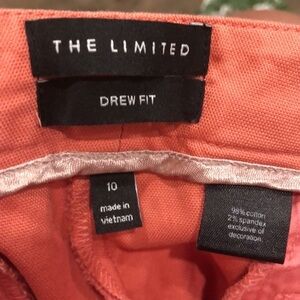 THE LIMITED
DREW FIT
10
made in
vietnam
98% cotton
2% spandex
exclusive of
decoration